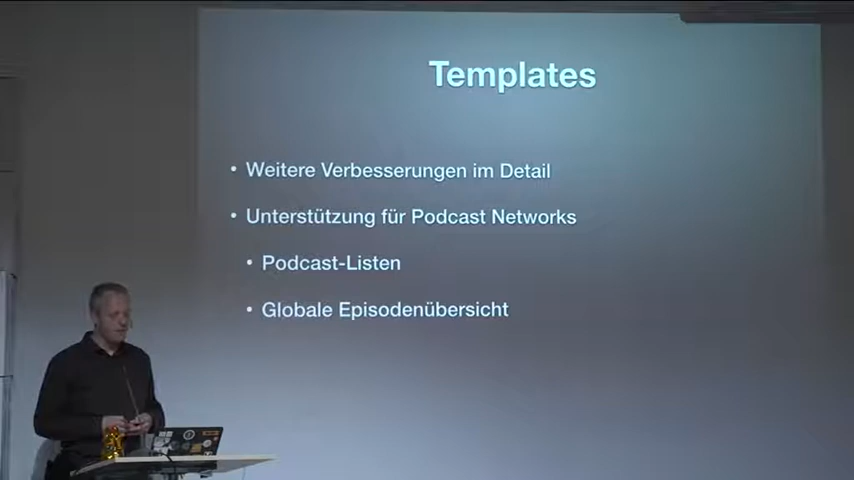 Templates
• Weitere Verbesserungen im Detail
• Unterstützung für Podcast Networks
• Podcast-Listen
• Globale Episodenübersicht